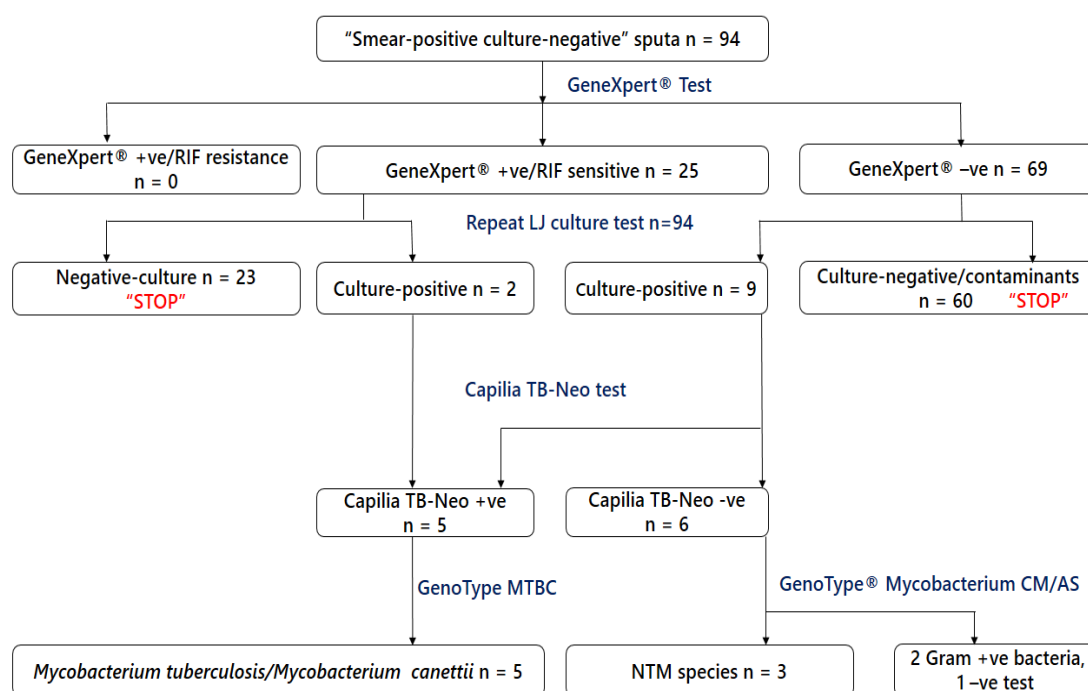 “Smear-positive culture-negative” sputa n = 94
GeneXpert® Test
GeneXpert® +ve/RIF resistance
n = 0
GeneXpert® +ve/RIF sensitive n = 25
GeneXpert® –ve n = 69
Repeat LJ culture test n=94
Negative-culture n = 23
“STOP”
Culture-positive n = 2
Culture-positive n = 9
Culture-negative/contaminants
n = 60 “STOP”
Capilia TB-Neo test
Capilia TB-Neo +ve
n = 5
Capilia TB-Neo -ve
n = 6
GenoType MTBC
GenoType® Mycobacterium CM/AS
Mycobacterium tuberculosis/Mycobacterium canettii n = 5
NTM species n = 3
2 Gram +ve bacteria,
1 –ve test